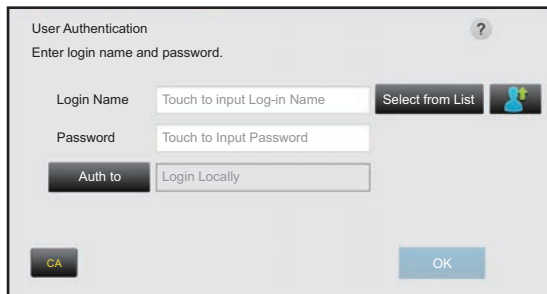 User Authentication
?
Enter login name and password.
Login Name
Touch to input Log-in Name
Select from List
Password
Touch to Input Password
Auth to
Login Locally
CA
OK